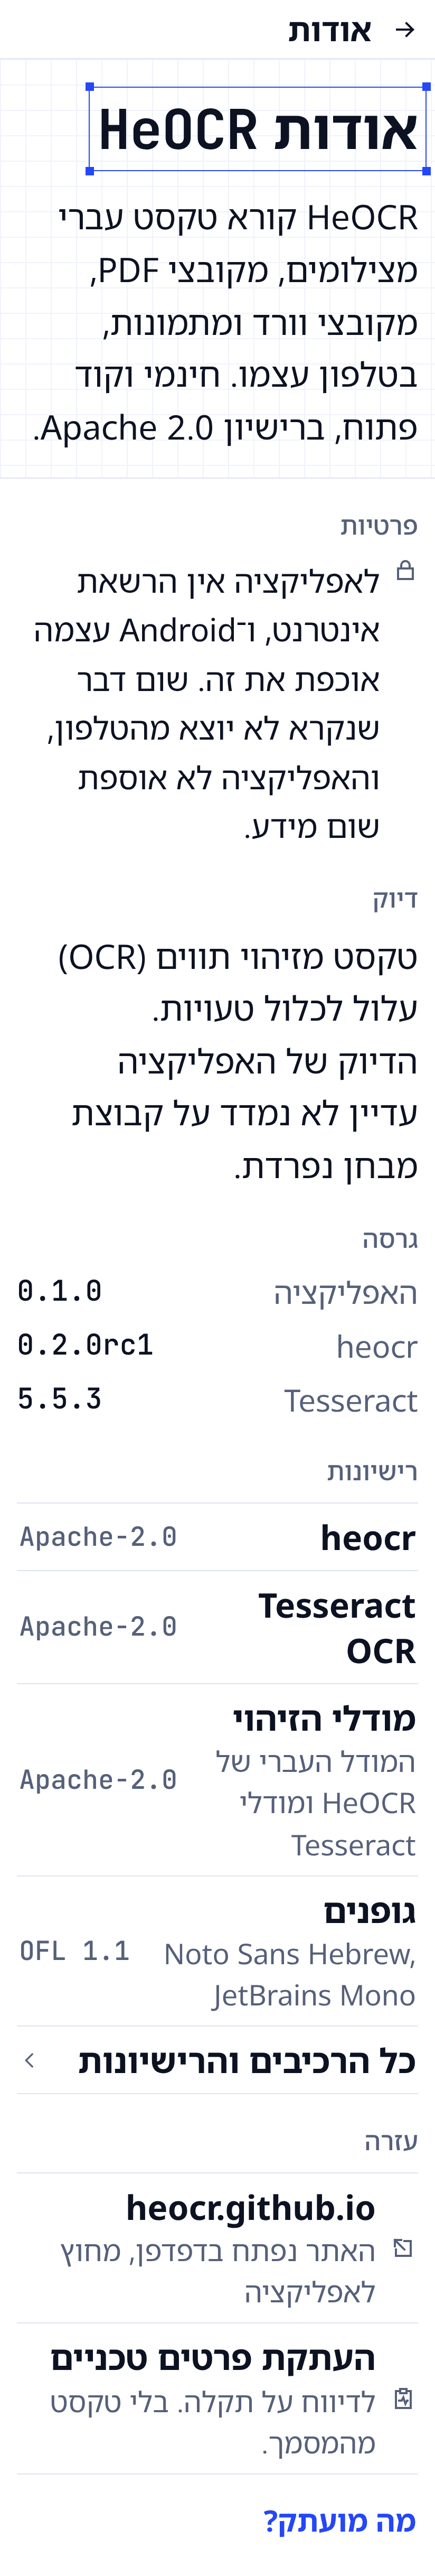 אודות
אודות HeOCR
HeOCR קורא טקסט עברי
מצילומים, מקובצי PDF,
מקובצי וורד ומתמונות,
בטלפון עצמו. חינמי וקוד
פתוח, ברישיון Apache 2.0.
פרטיות
לאפליקציה אין הרשאת
אינטרנט, ו־Android עצמה
אוכפת את זה. שום דבר
שנקרא לא יוצא מהטלפון,
והאפליקציה לא אוספת
שום מידע.
דיוק
טקסט מזיהוי תווים (OCR)
עלול לכלול טעויות.
הדיוק של האפליקציה
עדיין לא נמדד על קבוצת
מבחן נפרדת.
גרסה
האפליקציה 0.1.0
heocr 0.2.0rc1
Tesseract 5.5.3
רישיונות
heocr Apache-2.0
Tesseract
OCR
Apache-2.0
מודלי הזיהוי
המודל העברי של
HeOCR ומודלי
Tesseract
Apache-2.0
גופנים
Noto Sans Hebrew,
JetBrains Mono
OFL 1.1
כל הרכיבים והרישיונות
עזרה
heocr.github.io
האתר נפתח בדפדפן, מחוץ
לאפליקציה
העתקת פרטים טכניים
לדיווח על תקלה. בלי טקסט
מהמסמך.
מה מועתק?